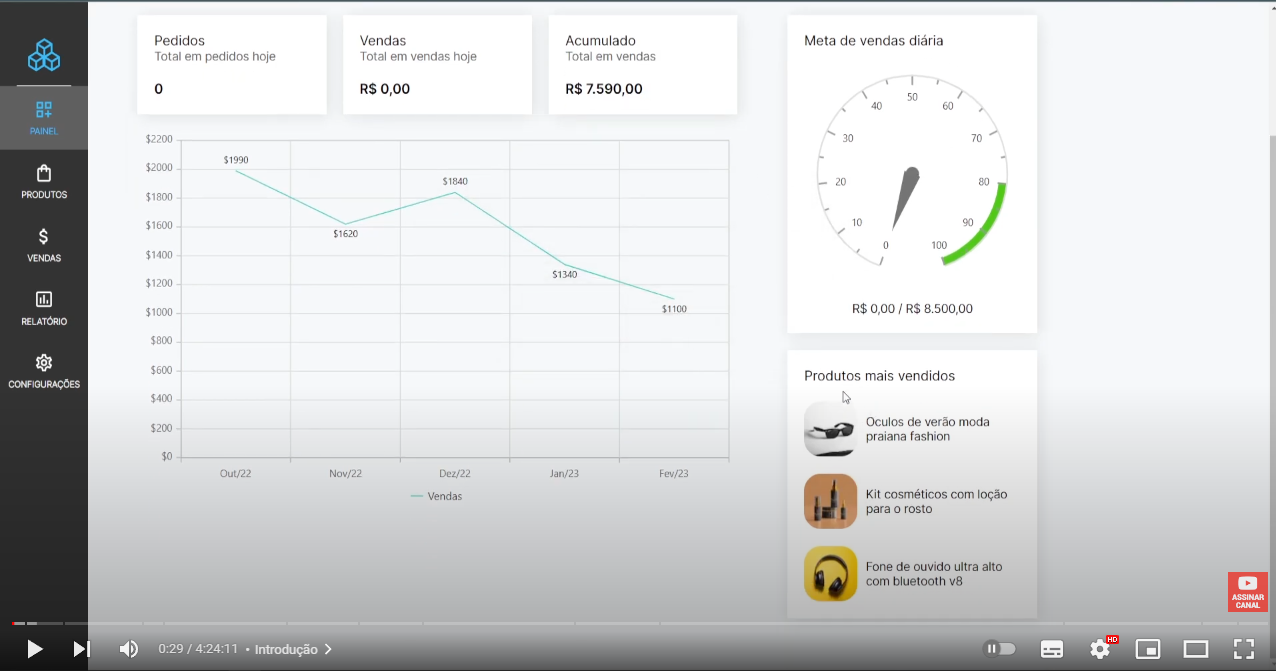 Pedidos
Total em pedidos hoje
0
Vendas
Total em vendas hoje
R$ 0,00
Acumulado
Total em vendas
R$ 7.590,00
Meta de vendas diária
0
10
20
30
40
50
60
70
80
90
100
R$ 0,00 / R$ 8.500,00
PAINEL
PRODUTOS
VENDAS
RELATÓRIO
CONFIGURAÇÕES
$2200
$2000
$1800
$1600
$1400
$1200
$1000
$800
$600
$400
$200
$0
$1990
$1620
$1840
$1340
$1100
Out/22
Nov/22
Dez/22
Jan/23
Fev/23
Vendas
Produtos mais vendidos
Oculos de verão moda
praiana fashion
Kit cosméticos com loção
para o rosto
Fone de ouvido ultra alto
com bluetooth v8
ASSINAR
CANAL
0:29 / 4:24:11 • Introdução
HD